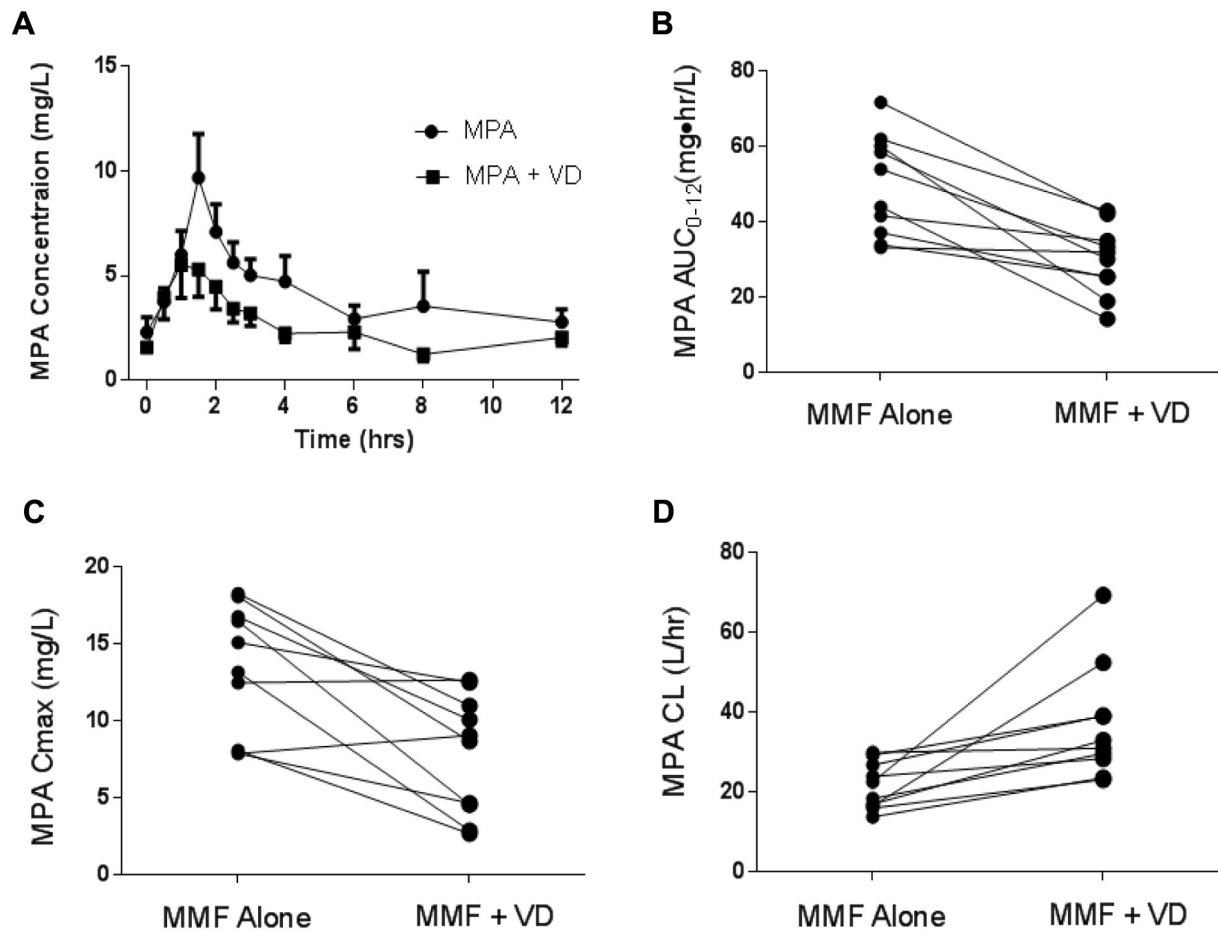 A
MPA Concentraion (mg/L)
15
10
5
0
MPA
MPA + VD
0
2
4
6
8
10
12
Time (hrs)
B
MPA AUC0-12(mg•hr/L)
80
60
40
20
0
MMF Alone
MMF + VD
C
MPA Cmax (mg/L)
20
15
10
5
0
MMF Alone
MMF + VD
D
MPA CL (L/hr)
80
60
40
20
0
MMF Alone
MMF + VD